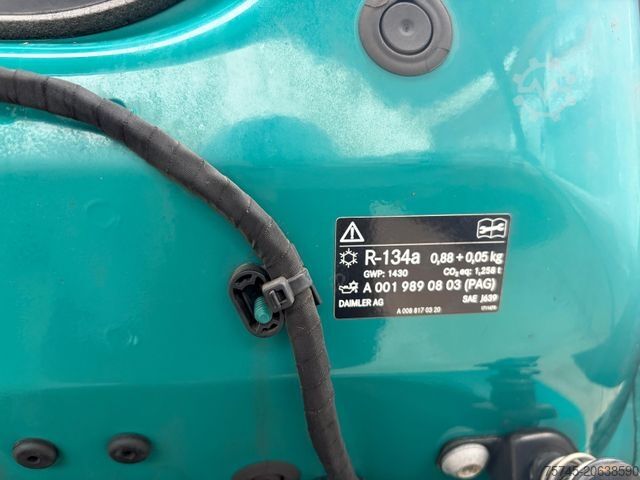 R-134a 0,88 + 0,05 kg
GWP: 1430 CO₂ eq: 1,258 t
A 001 989 08 03 (PAG)
DAIMLER AG SAE J639
A 008 817 03 20
75745-20638590